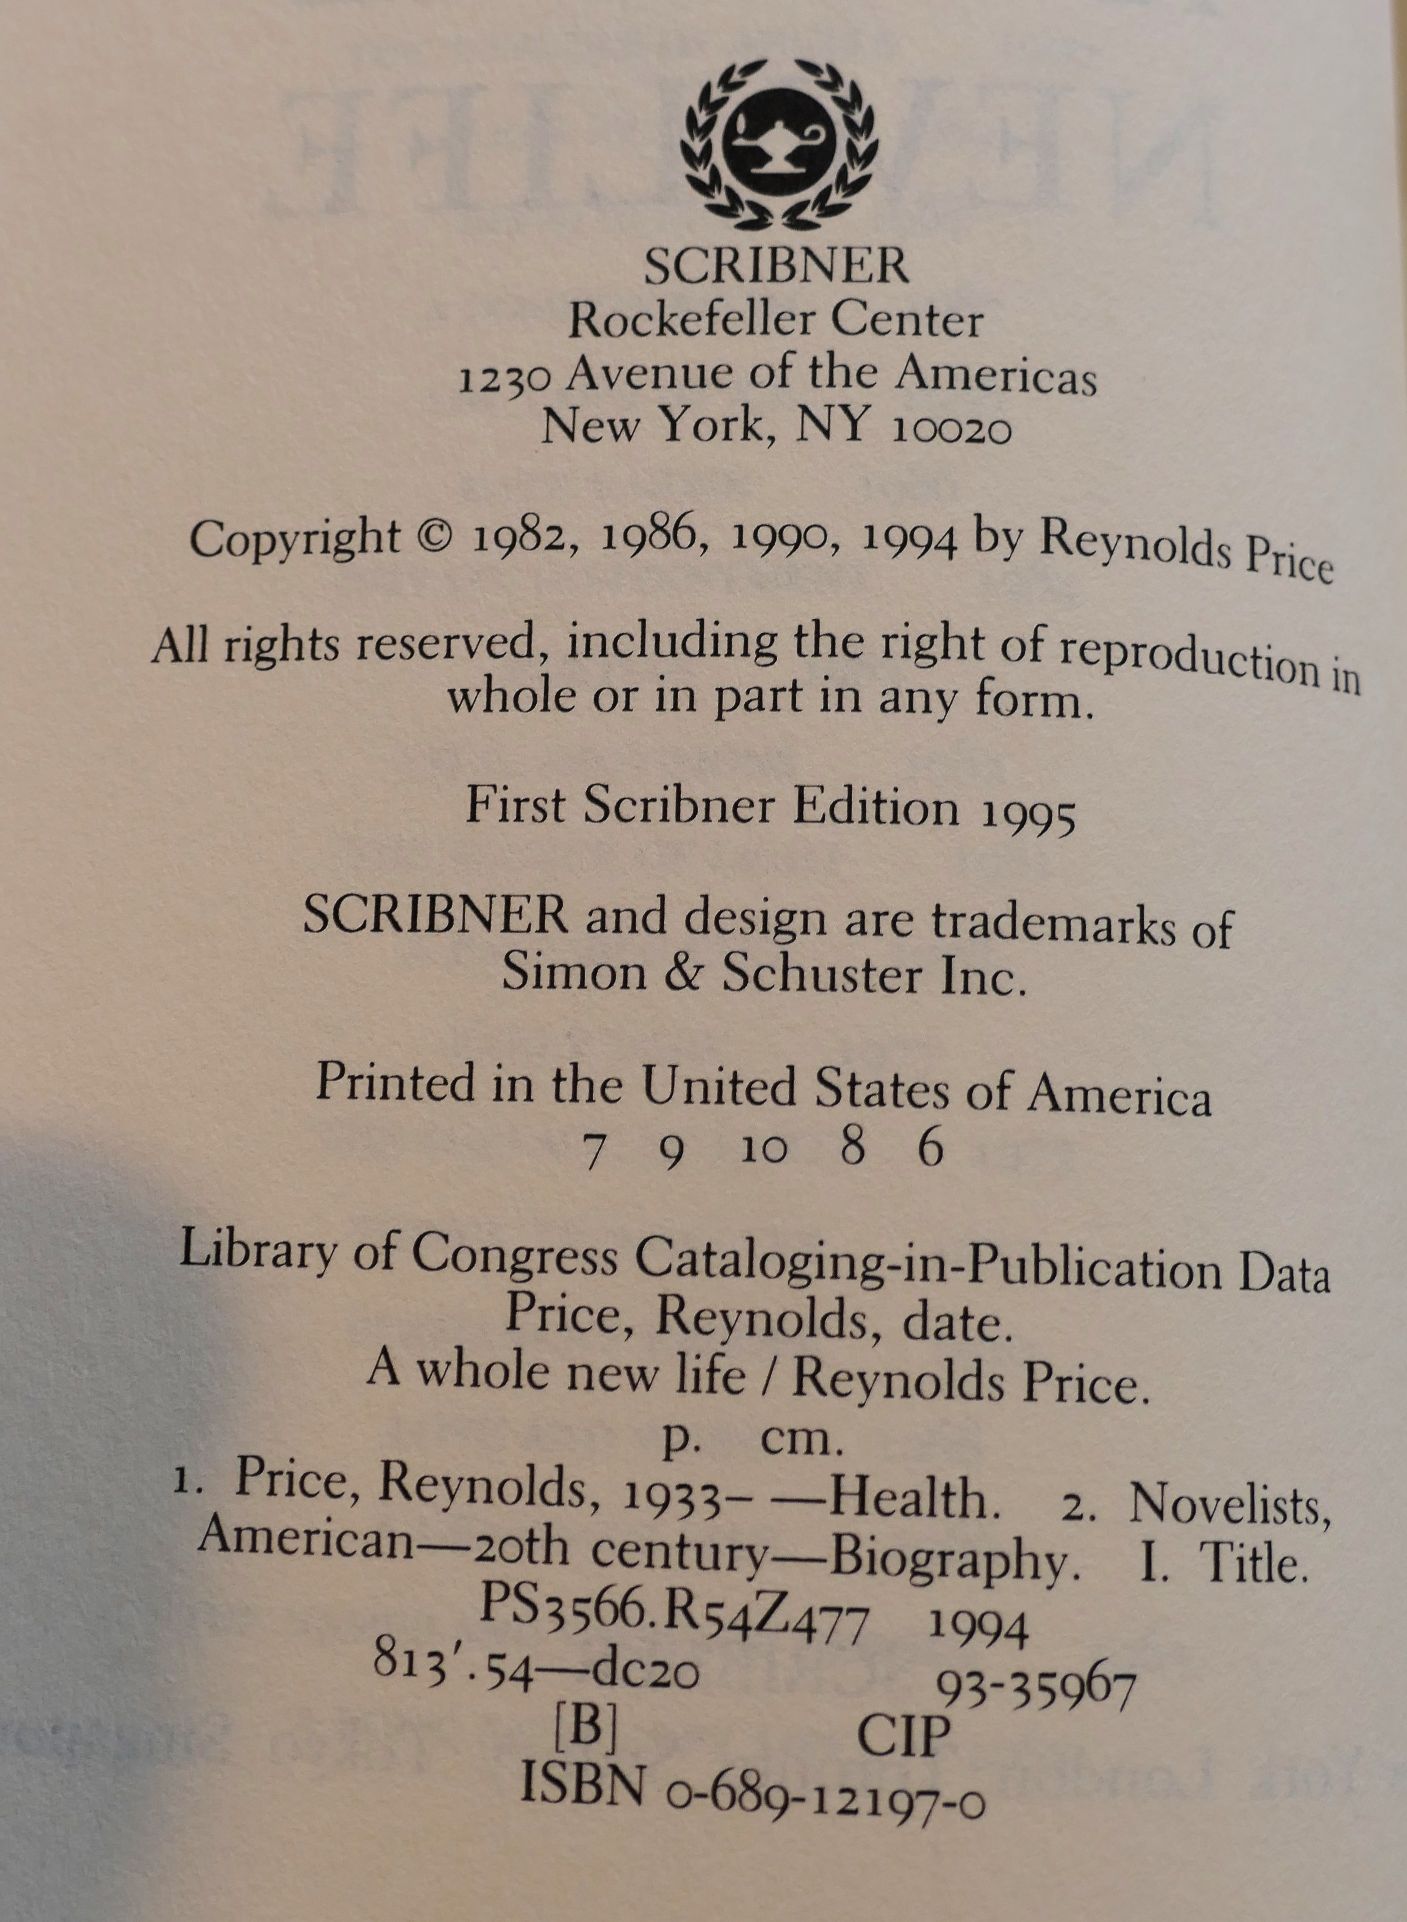 SCRIBNER
Rockefeller Center
1230 Avenue of the Americas
New York, NY 10020
Copyright © 1982, 1986, 1990, 1994 by Reynolds Price
All rights reserved, including the right of reproduction in
whole or in part in any form.
First Scribner Edition 1995
SCRIBNER and design are trademarks of
Simon & Schuster Inc.
Printed in the United States of America
7 9 10 8 6
Library of Congress Cataloging-in-Publication Data
Price, Reynolds, date.
A whole new life / Reynolds Price.
p. cm.
1. Price, Reynolds, 1933– —Health. 2. Novelists,
American—20th century—Biography. I. Title.
PS3566.R54Z477 1994
813′.54—dc20 93-35967
[B] CIP
ISBN 0-689-12197-0